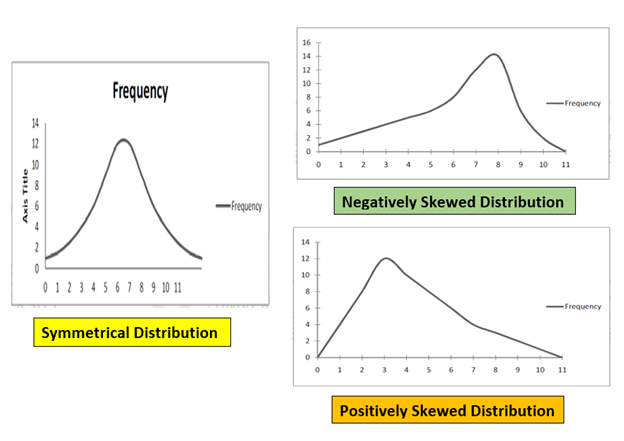 Frequency
14
12
10
8
6
4
2
0
Axis Title
0 1 2 3 4 5 6 7 8 9 10 11
Frequency
Symmetrical Distribution
16
14
12
10
8
6
4
2
0
0 1 2 3 4 5 6 7 8 9 10 11
Frequency
Negatively Skewed Distribution
14
12
10
8
6
4
2
0
0 1 2 3 4 5 6 7 8 9 10 11
Frequency
Positively Skewed Distribution